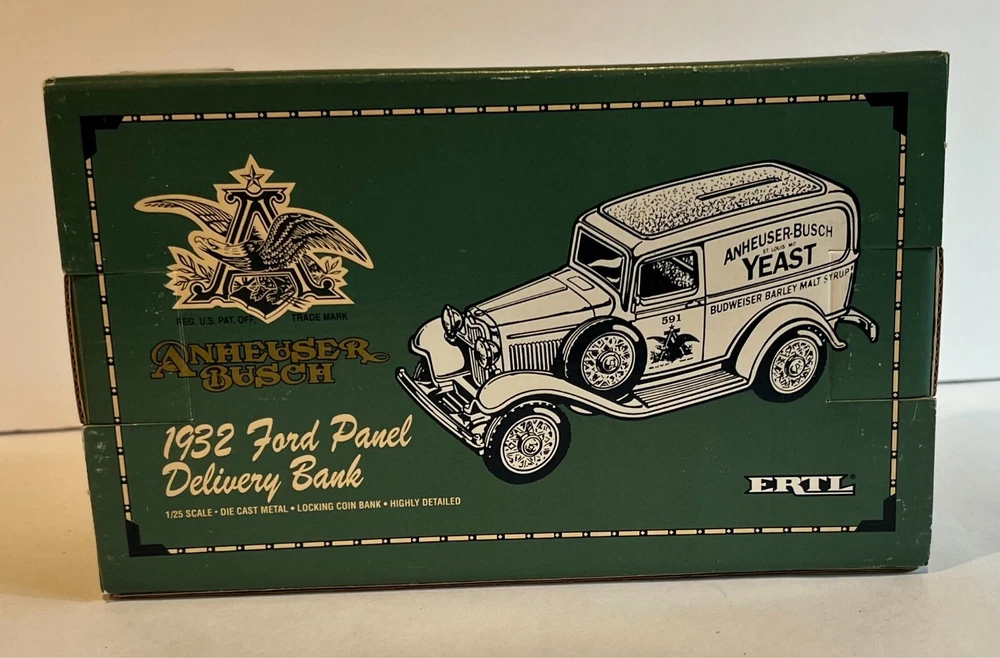 A
REG. U.S. PAT. OFF. TRADE MARK
ANHEUSER
BUSCH
1932 Ford Panel
Delivery Bank
1/25 SCALE • DIE CAST METAL • LOCKING COIN BANK • HIGHLY DETAILED
ANHEUSER-BUSCH
ST. LOUIS MO
YEAST
BUDWEISER BARLEY MALT SYRUP
591
ERTL